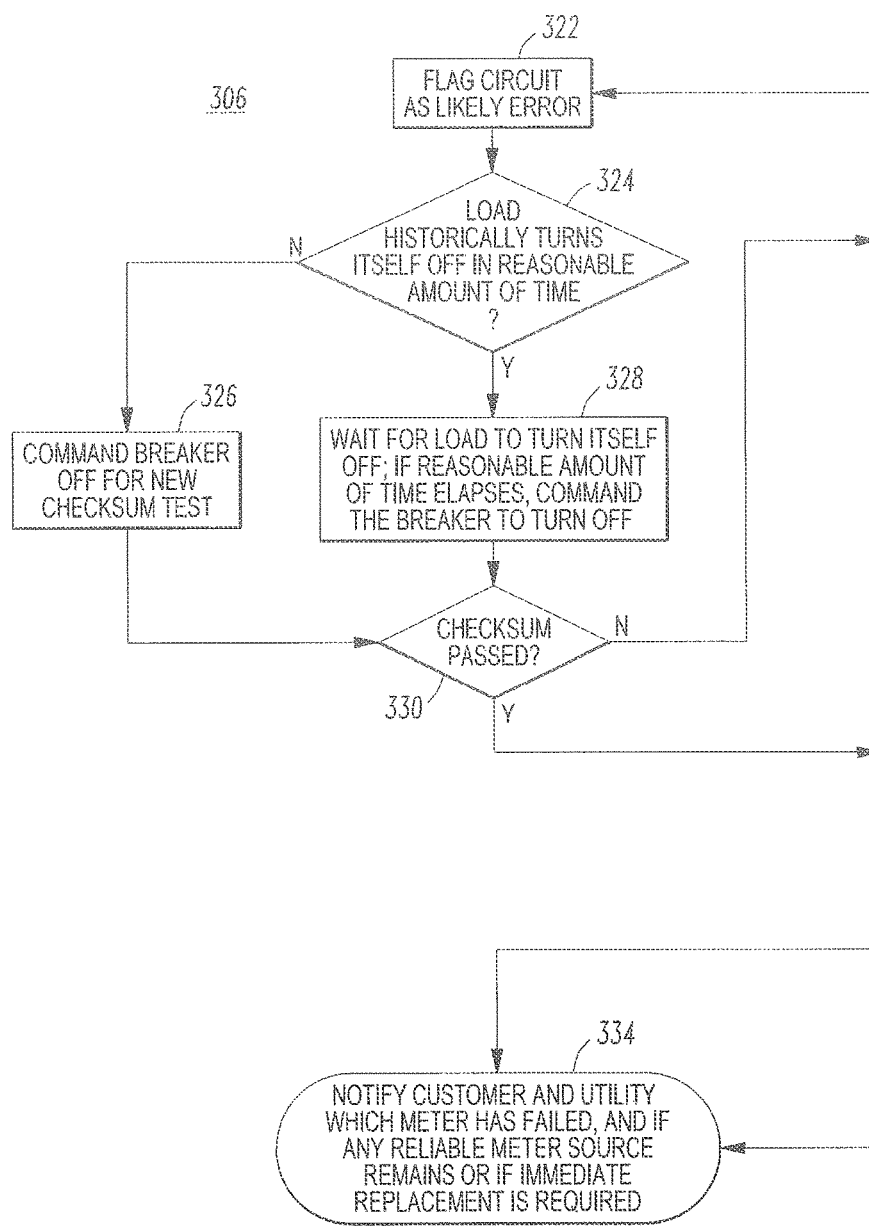 322
FLAG CIRCUIT
AS LIKELY ERROR
306
324
LOAD
HISTORICALLY TURNS
ITSELF OFF IN REASONABLE
AMOUNT OF TIME
?
N
Y
326
COMMAND BREAKER
OFF FOR NEW
CHECKSUM TEST
328
WAIT FOR LOAD TO TURN ITSELF
OFF; IF REASONABLE AMOUNT
OF TIME ELAPSES, COMMAND
THE BREAKER TO TURN OFF
CHECKSUM
PASSED?
N
330
Y
334
NOTIFY CUSTOMER AND UTILITY
WHICH METER HAS FAILED, AND IF
ANY RELIABLE METER SOURCE
REMAINS OR IF IMMEDIATE
REPLACEMENT IS REQUIRED